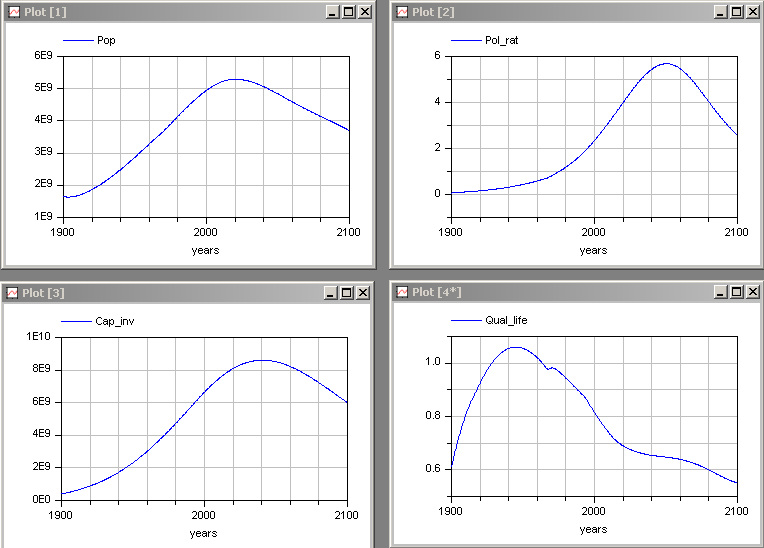 Plot [1]
Pop
6E9
5E9
4E9
3E9
2E9
1E9
1900 2000 2100
years
Plot [2]
Pol_rat
6
4
2
0
1900 2000 2100
years
Plot [3]
Cap_inv
1E10
8E9
6E9
4E9
2E9
0E0
1900 2000 2100
years
Plot [4*]
Qual_life
1.0
0.8
0.6
1900 2000 2100
years